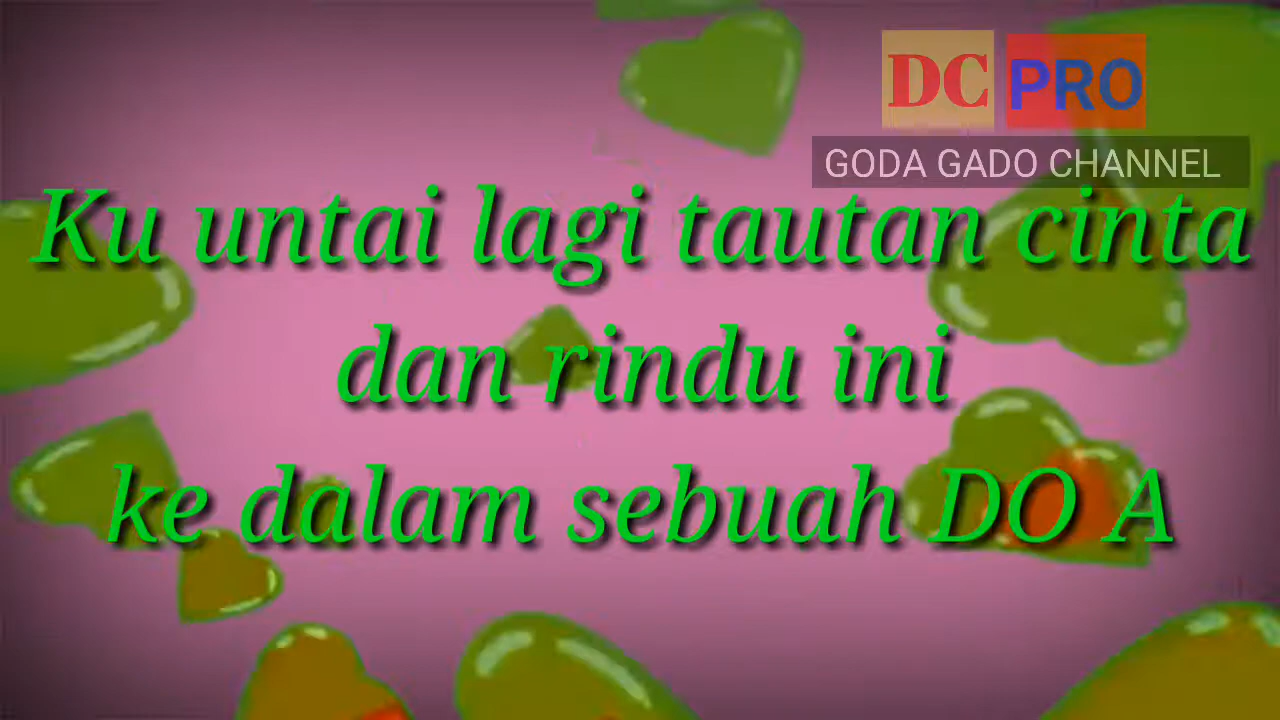 DC PRO
GODA GADO CHANNEL
Ku untai lagi tautan cinta
dan rindu ini
ke dalam sebuah DO A